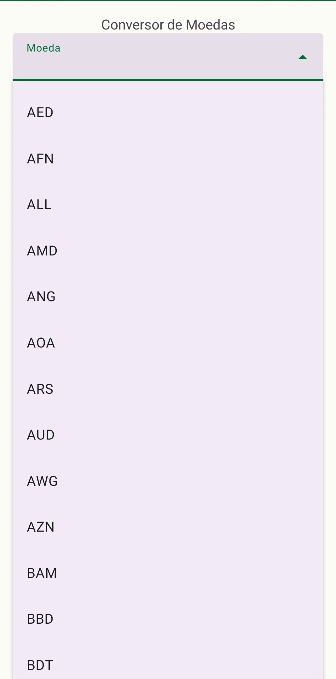 Conversor de Moedas
Moeda
AED
AFN
ALL
AMD
ANG
AOA
ARS
AUD
AWG
AZN
BAM
BBD
BDT